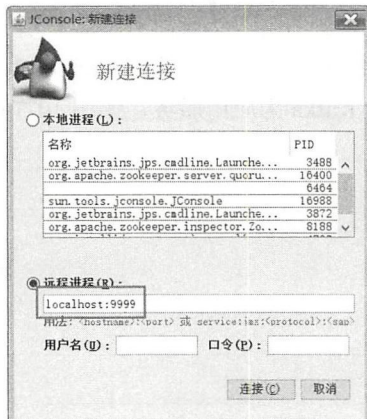 JConsole: 新建连接
新建连接
本地进程(L):
名称 PID
org.jetbrains.jps.cmdline.Launche... 3488
org.apache.zookeeper.server.quoru... 16400
6464
sun.tools.jconsole.JConsole 16988
org.jetbrains.jps.cmdline.Launche... 3872
org.apache.zookeeper.inspector.Zo... 8188
远程进程(R):
localhost:9999
用法: <hostname>:<port> 或 service:jmx:<protocol>:<sap>
用户名(U): 口令(P):
连接(C) 取消